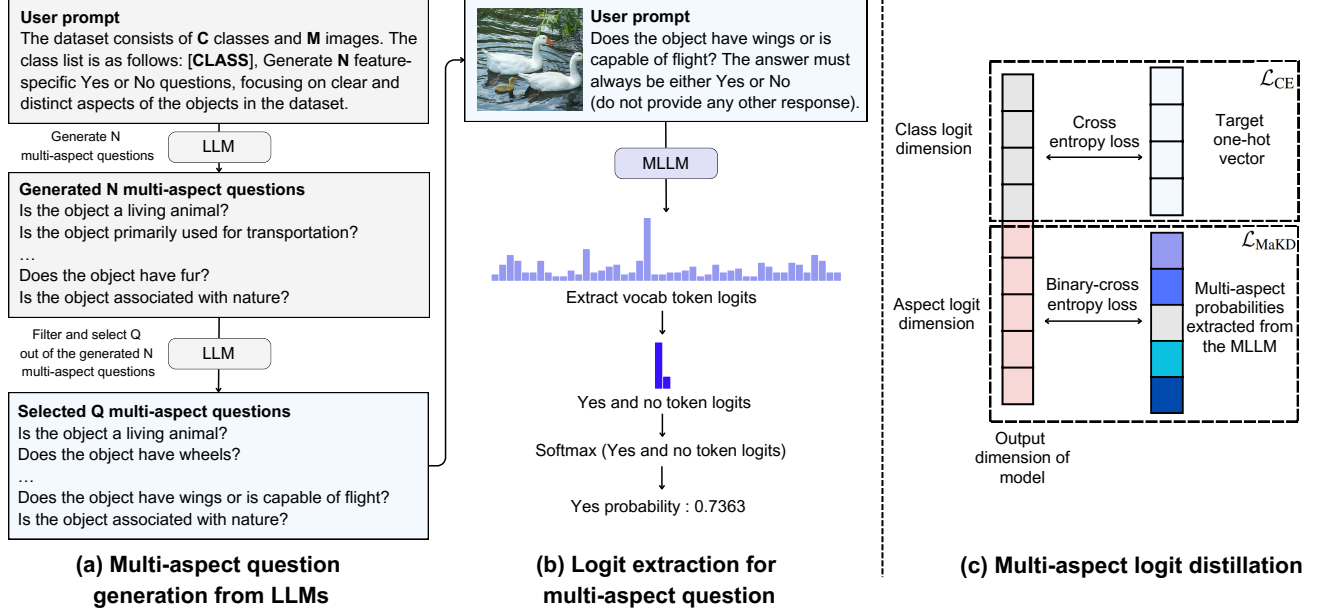 User prompt
The dataset consists of C classes and M images. The
class list is as follows: [CLASS], Generate N feature-
specific Yes or No questions, focusing on clear and
distinct aspects of the objects in the dataset.
Generate N
multi-aspect questions
LLM
Generated N multi-aspect questions
Is the object a living animal?
Is the object primarily used for transportation?
…
Does the object have fur?
Is the object associated with nature?
Filter and select Q
out of the generated N
multi-aspect questions
LLM
Selected Q multi-aspect questions
Is the object a living animal?
Does the object have wheels?
…
Does the object have wings or is capable of flight?
Is the object associated with nature?
(a) Multi-aspect question
generation from LLMs
User prompt
Does the object have wings or is
capable of flight? The answer must
always be either Yes or No
(do not provide any other response).
MLLM
Extract vocab token logits
Yes and no token logits
Softmax (Yes and no token logits)
Yes probability : 0.7363
(b) Logit extraction for
multi-aspect question
Class logit
dimension
Cross
entropy loss
Target
one-hot
vector
ℒCE
Aspect logit
dimension
Binary-cross
entropy loss
Multi-aspect
probabilities
extracted from
the MLLM
ℒMaKD
Output
dimension of
model
(c) Multi-aspect logit distillation